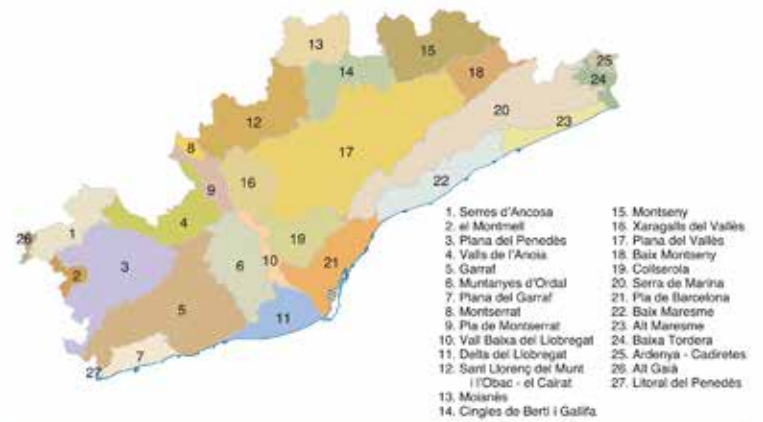 13
15
25
14
18
24
20
12
23
8
17
16
22
9
1
4
26
19
3
6
10
21
2
5
11
7
27
1. Serres d'Ancosa
2. el Montmell
3. Plana del Penedès
4. Valls de l'Anoia
5. Garraf
6. Muntanyes d'Ordal
7. Plana del Garraf
8. Montserrat
9. Pla de Montserrat
10. Vall Baixa del Llobregat
11. Delta del Llobregat
12. Sant Llorenç del Munt
i l'Obac - el Cairat
13. Moianès
14. Cingles de Bertí i Gallifa
15. Montseny
16. Xaragalls del Vallès
17. Plana del Vallès
18. Baix Montseny
19. Collserola
20. Serra de Marina
21. Pla de Barcelona
22. Baix Maresme
23. Alt Maresme
24. Baixa Tordera
25. Ardenya - Cadiretes
26. Alt Gaià
27. Litoral del Penedès